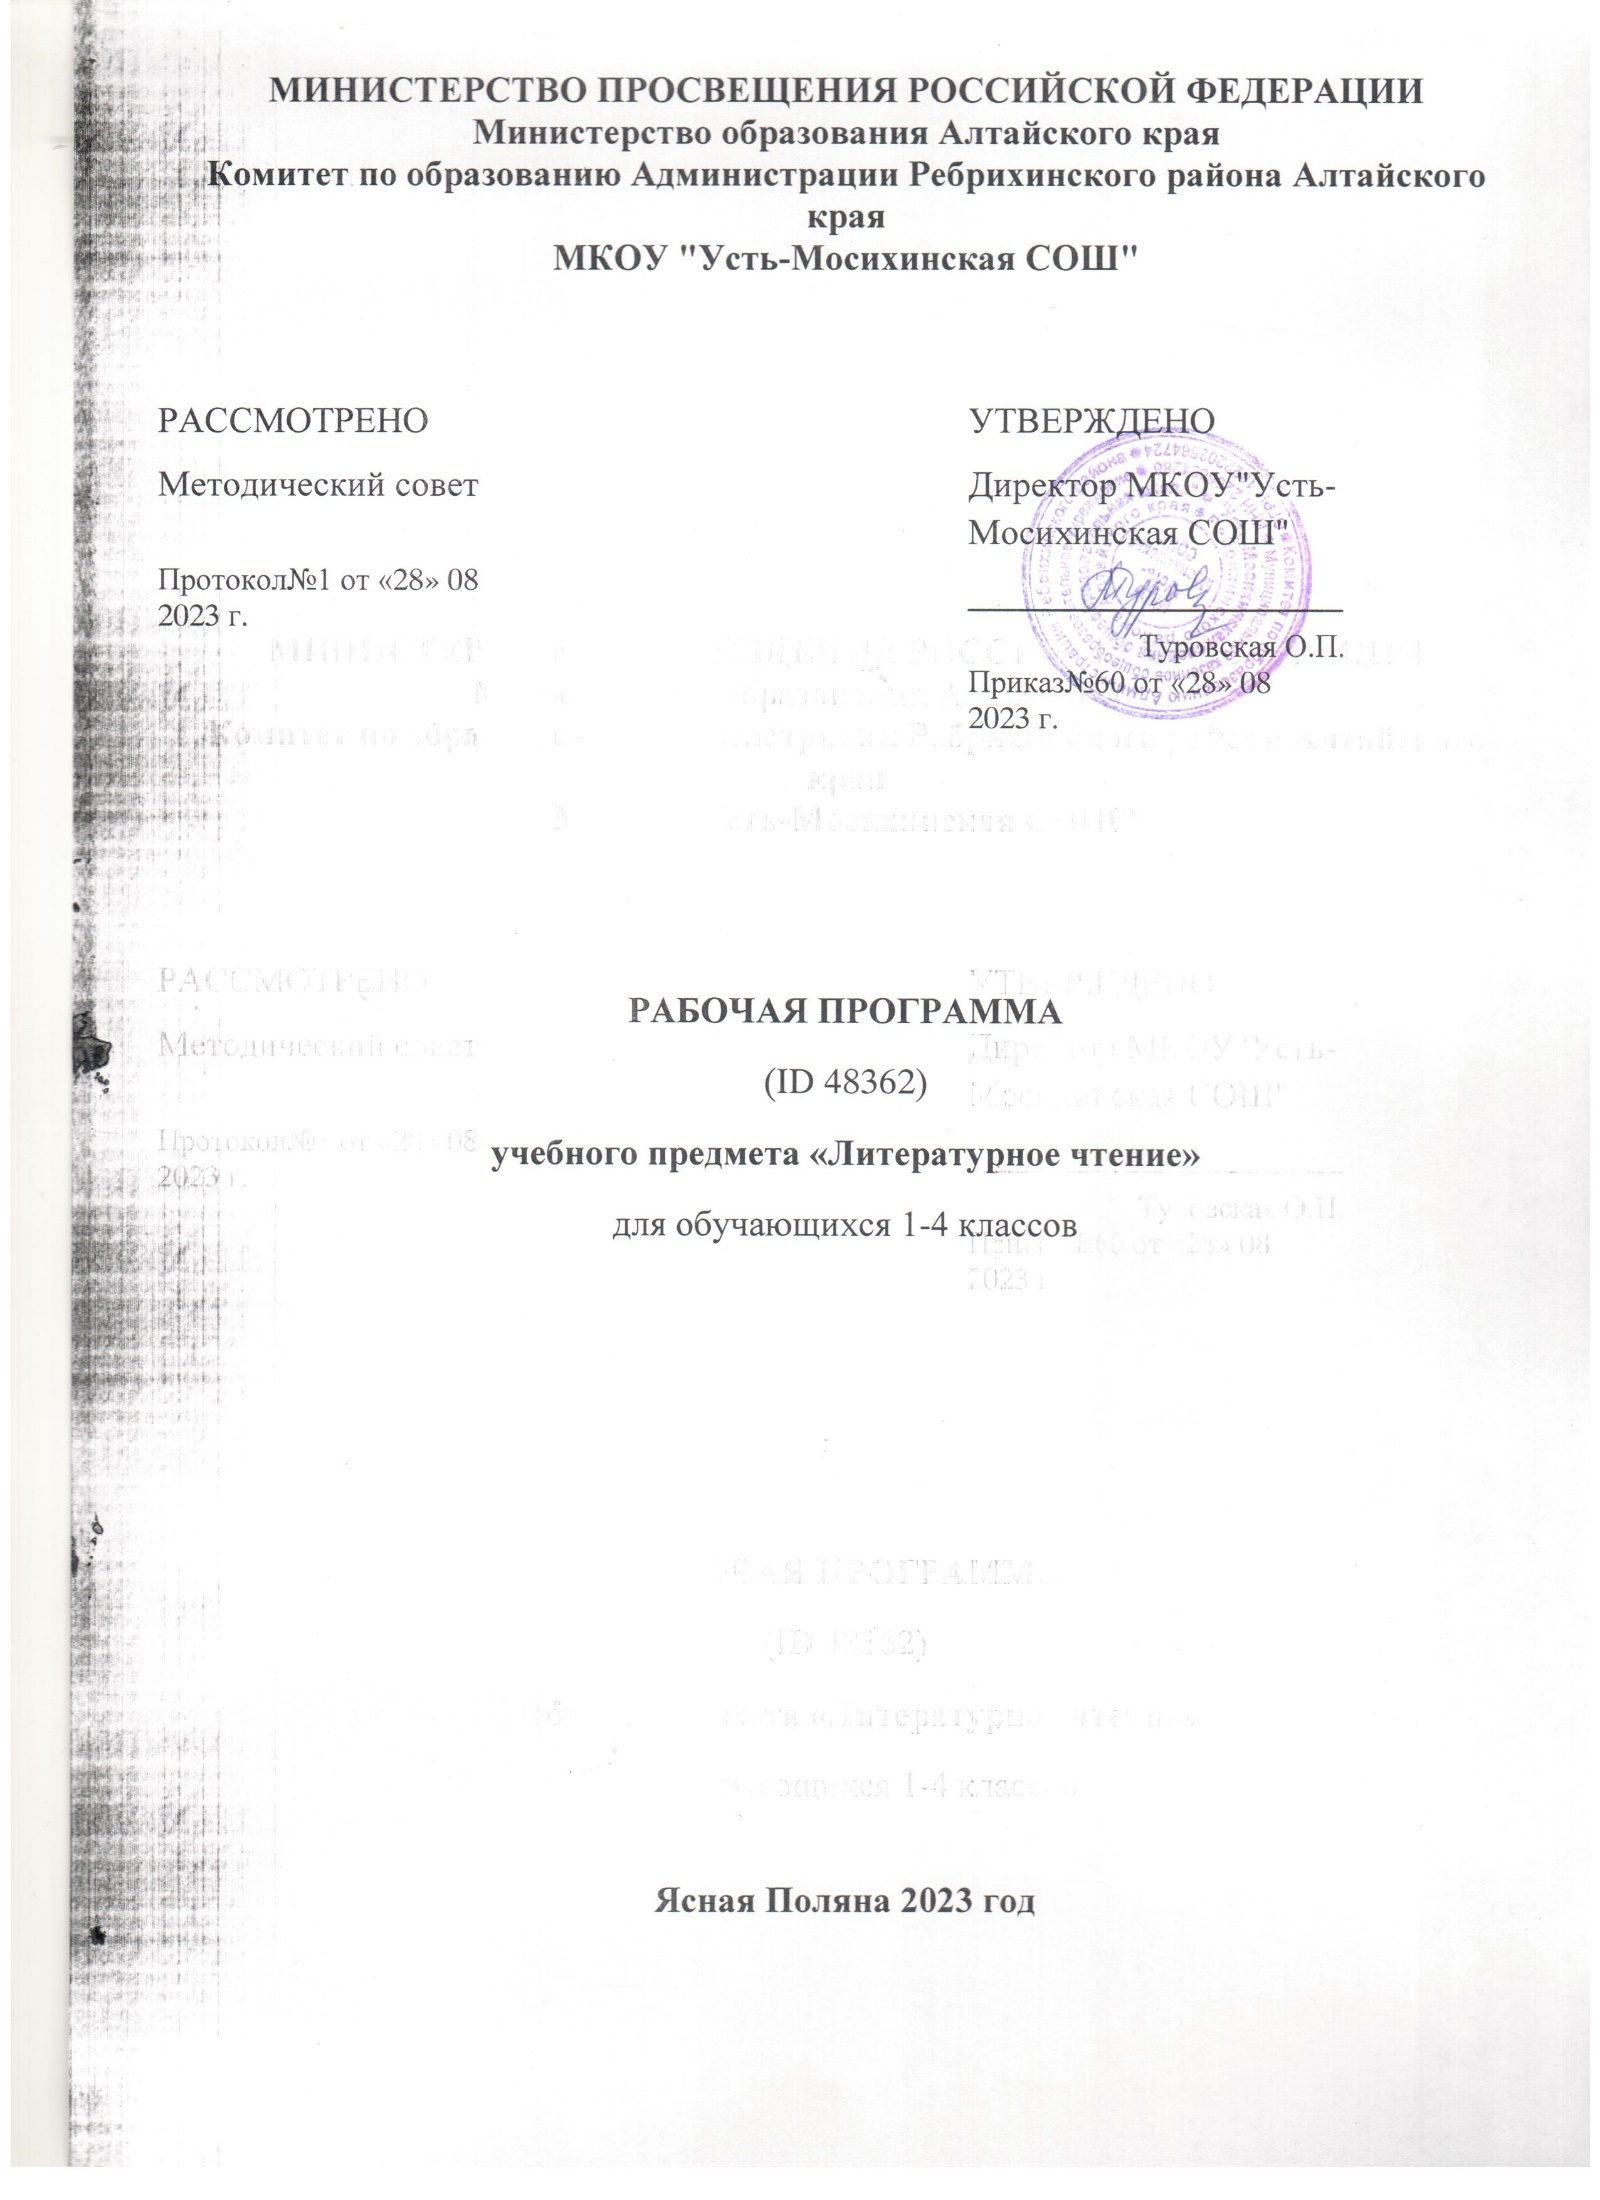 МИНИСТЕРСТВО ПРОСВЕЩЕНИЯ РОССИЙСКОЙ ФЕДЕРАЦИИ
Министерство образования Алтайского края
Комитет по образованию Администрации Ребрихинского района Алтайского
края
МКОУ "Усть-Мосихинская СОШ"
РАССМОТРЕНО
Методический совет
Протокол№1 от «28» 08
2023 г.
УТВЕРЖДЕНО
Директор МКОУ"Усть-
Мосихинская СОШ"
Туровская О.П.
Приказ№60 от «28» 08
2023 г.
РАБОЧАЯ ПРОГРАММА
(ID 48362)
учебного предмета «Литературное чтение»
для обучающихся 1-4 классов
Ясная Поляна 2023 год